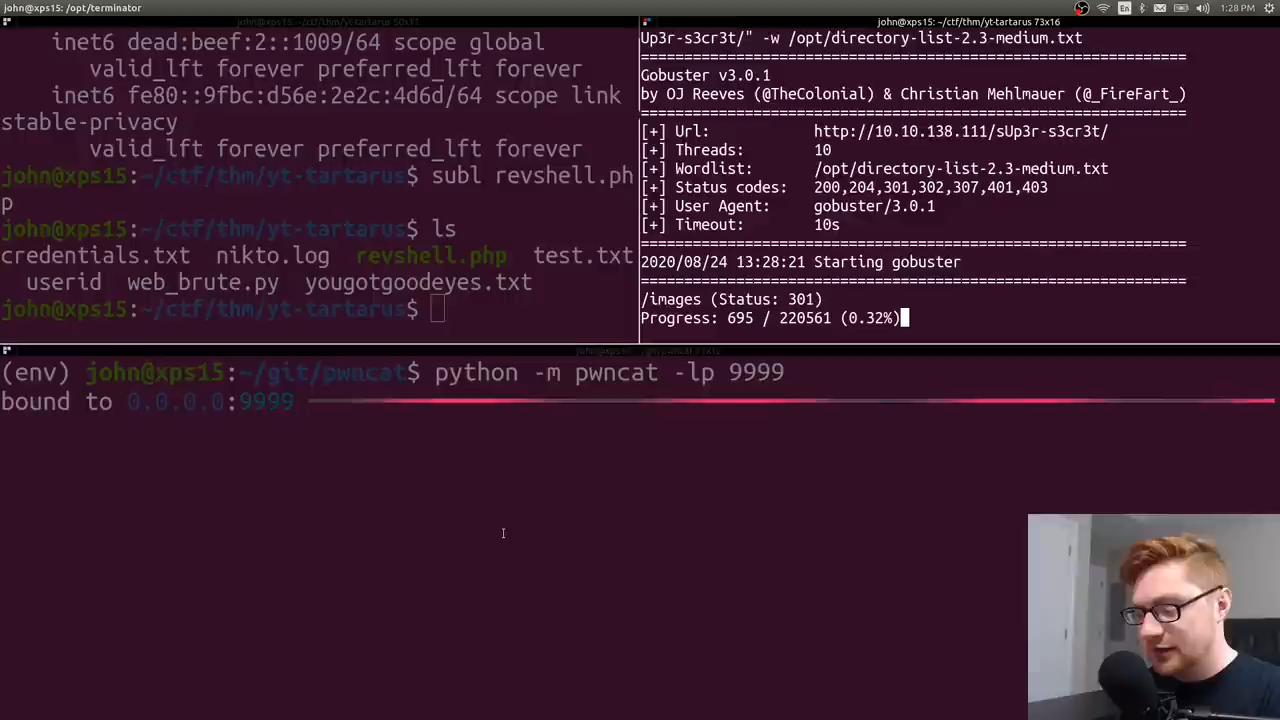 john@xps15: /opt/terminator
En
1:28 PM
john@xps15: ~/ctf/thm/yt-tartarus 50x11
inet6 dead:beef:2::1009/64 scope global
valid_lft forever preferred_lft forever
inet6 fe80::9fbc:d56e:2e2c:4d6d/64 scope link
stable-privacy
valid_lft forever preferred_lft forever
john@xps15:~/ctf/thm/yt-tartarus$ subl revshell.ph
p
john@xps15:~/ctf/thm/yt-tartarus$ ls
credentials.txt nikto.log revshell.php test.txt
userid web_brute.py yougotgoodeyes.txt
john@xps15:~/ctf/thm/yt-tartarus$
john@xps15: ~/ctf/thm/yt-tartarus 73x16
Up3r-s3cr3t/" -w /opt/directory-list-2.3-medium.txt
===============================================================
Gobuster v3.0.1
by OJ Reeves (@TheColonial) & Christian Mehlmauer (@_FireFart_)
===============================================================
[+] Url: http://10.10.138.111/sUp3r-s3cr3t/
[+] Threads: 10
[+] Wordlist: /opt/directory-list-2.3-medium.txt
[+] Status codes: 200,204,301,302,307,401,403
[+] User Agent: gobuster/3.0.1
[+] Timeout: 10s
===============================================================
2020/08/24 13:28:21 Starting gobuster
===============================================================
/images (Status: 301)
Progress: 695 / 220561 (0.32%)
(env) john@xps15:~/git/pwncat$ python -m pwncat -lp 9999
bound to 0.0.0.0:9999